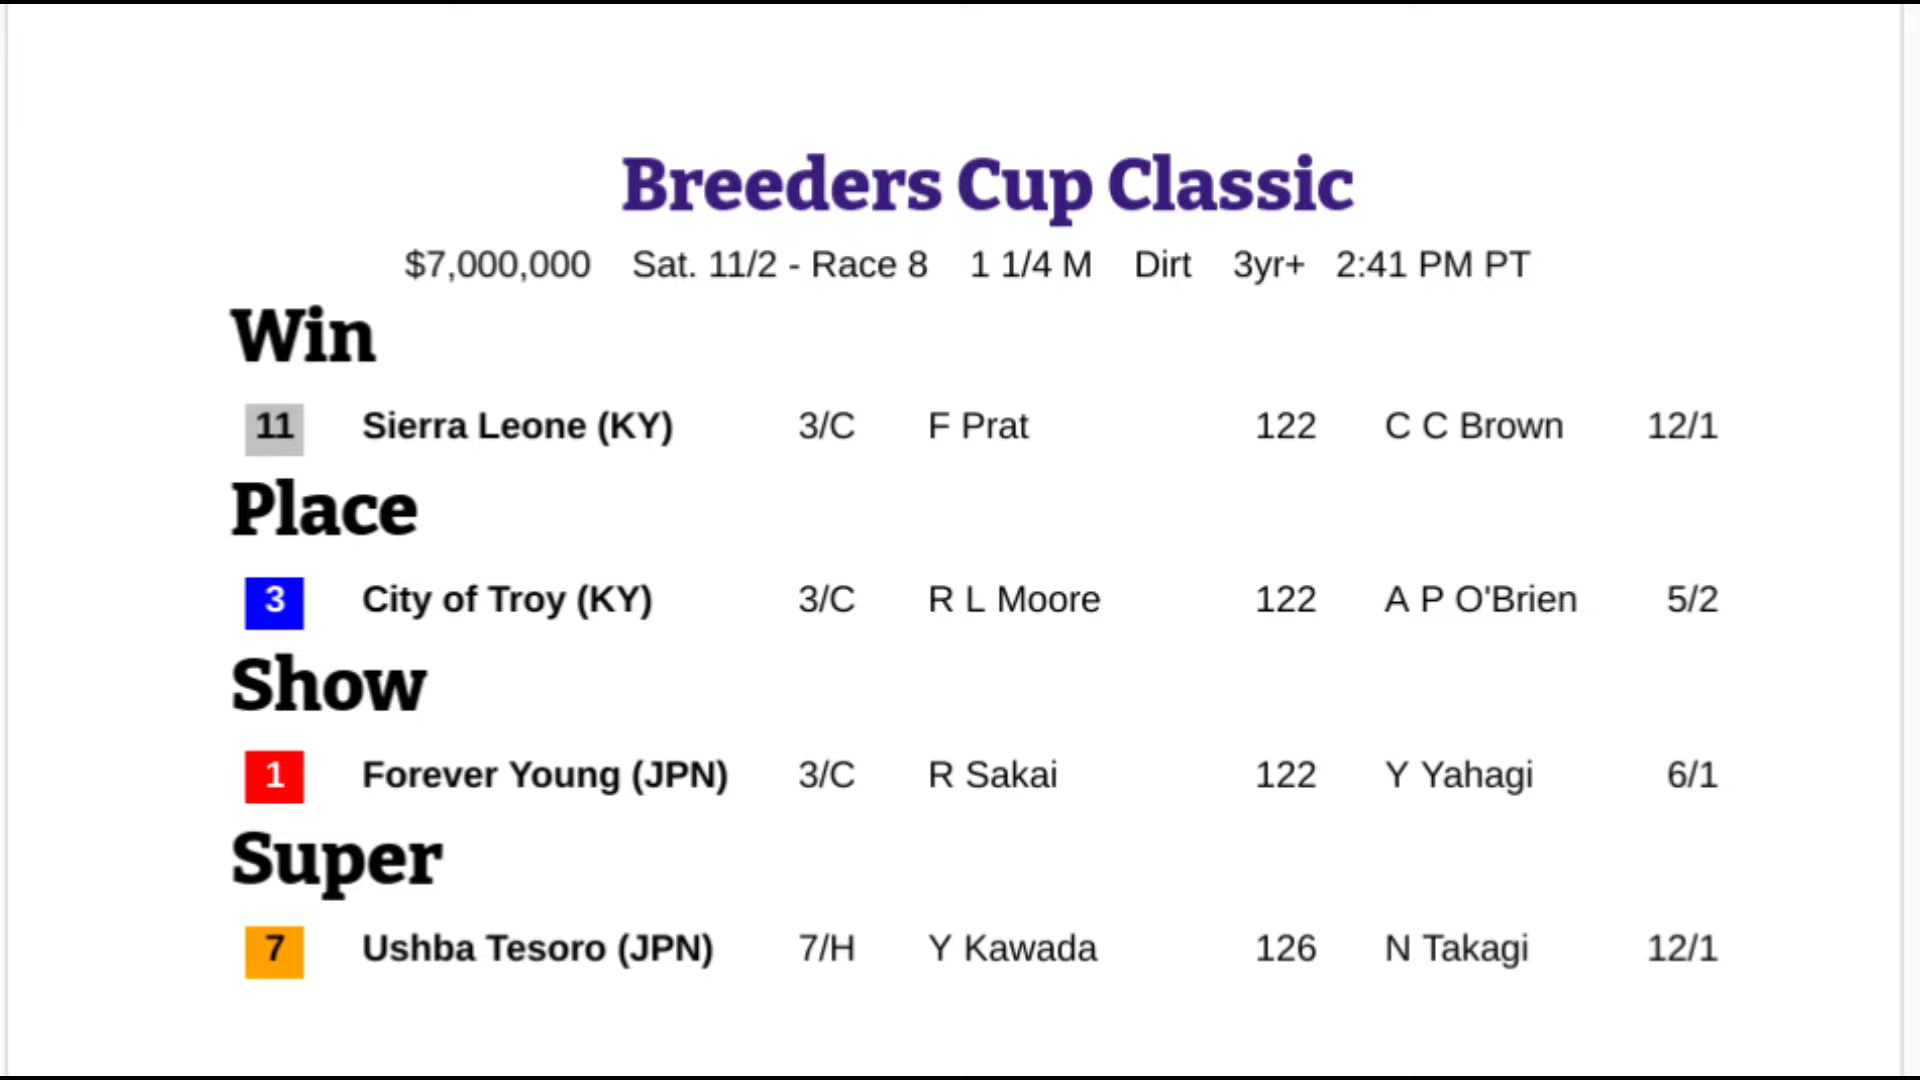 Breeders Cup Classic
$7,000,000 Sat. 11/2 - Race 8 1 1/4 M Dirt 3yr+ 2:41 PM PT
Win
11 Sierra Leone (KY) 3/C F Prat 122 C C Brown 12/1
Place
3 City of Troy (KY) 3/C R L Moore 122 A P O'Brien 5/2
Show
1 Forever Young (JPN) 3/C R Sakai 122 Y Yahagi 6/1
Super
7 Ushba Tesoro (JPN) 7/H Y Kawada 126 N Takagi 12/1